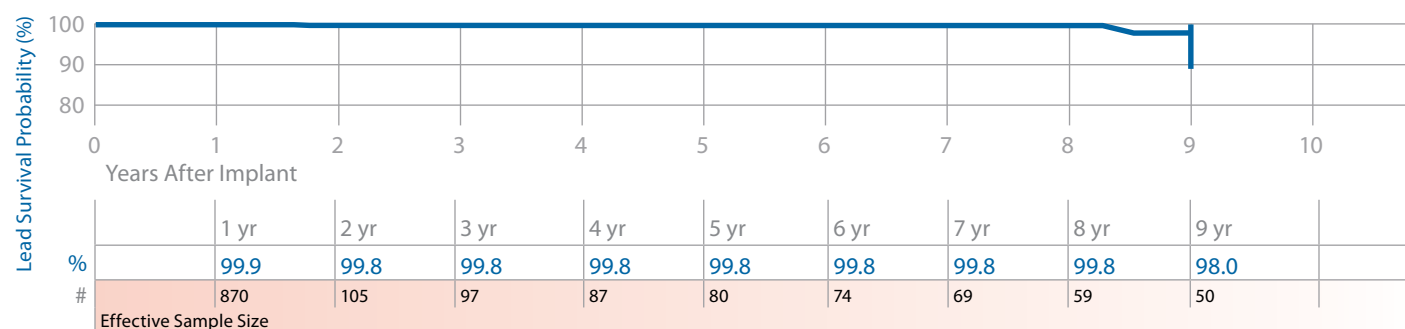 Lead Survival Probability (%)
100
90
80
0 1 2 3 4 5 6 7 8 9 10
Years After Implant
1 yr 2 yr 3 yr 4 yr 5 yr 6 yr 7 yr 8 yr 9 yr
% 99.9 99.8 99.8 99.8 99.8 99.8 99.8 99.8 98.0
# 870 105 97 87 80 74 69 59 50
Effective Sample Size